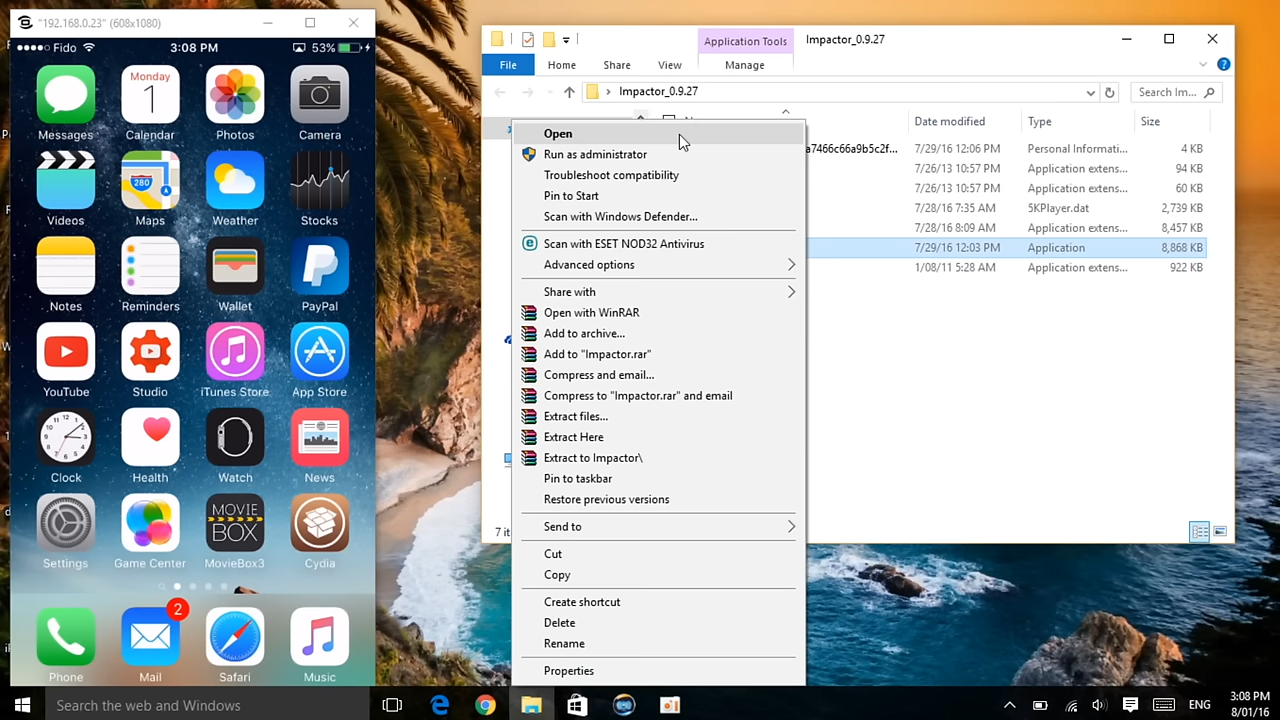 "192.168.0.23" (608x1080)
Fido
3:08 PM
53%
Messages
Monday
1
Calendar
Photos
Camera
Videos
280
Maps
Weather
Stocks
Notes
Reminders
Wallet
PayPal
YouTube
Studio
iTunes Store
App Store
Clock
Health
Watch
News
Settings
Game Center
MOVIE
BOX
MovieBox3
Cydia
2
Phone
Mail
Safari
Music
Application Tools
Impactor_0.9.27
File
Home
Share
View
Manage
Impactor_0.9.27
Search Im...
Date modified
Type
Size
a7466c66a9b5c2f...
7/29/16 12:06 PM
Personal Informati...
4 KB
7/26/13 10:57 PM
Application extens...
94 KB
7/26/13 10:57 PM
Application extens...
60 KB
7/28/16 7:35 AM
5KPlayer.dat
2,739 KB
7/28/16 8:09 AM
Application extens...
8,457 KB
7/29/16 12:03 PM
Application
8,868 KB
1/08/11 5:28 AM
Application extens...
922 KB
7 it
Open
Run as administrator
Troubleshoot compatibility
Pin to Start
Scan with Windows Defender...
Scan with ESET NOD32 Antivirus
Advanced options
Share with
Open with WinRAR
Add to archive...
Add to "Impactor.rar"
Compress and email...
Compress to "Impactor.rar" and email
Extract files...
Extract Here
Extract to Impactor\
Pin to taskbar
Restore previous versions
Send to
Cut
Copy
Create shortcut
Delete
Rename
Properties
Search the web and Windows
ENG
3:08 PM
8/01/16